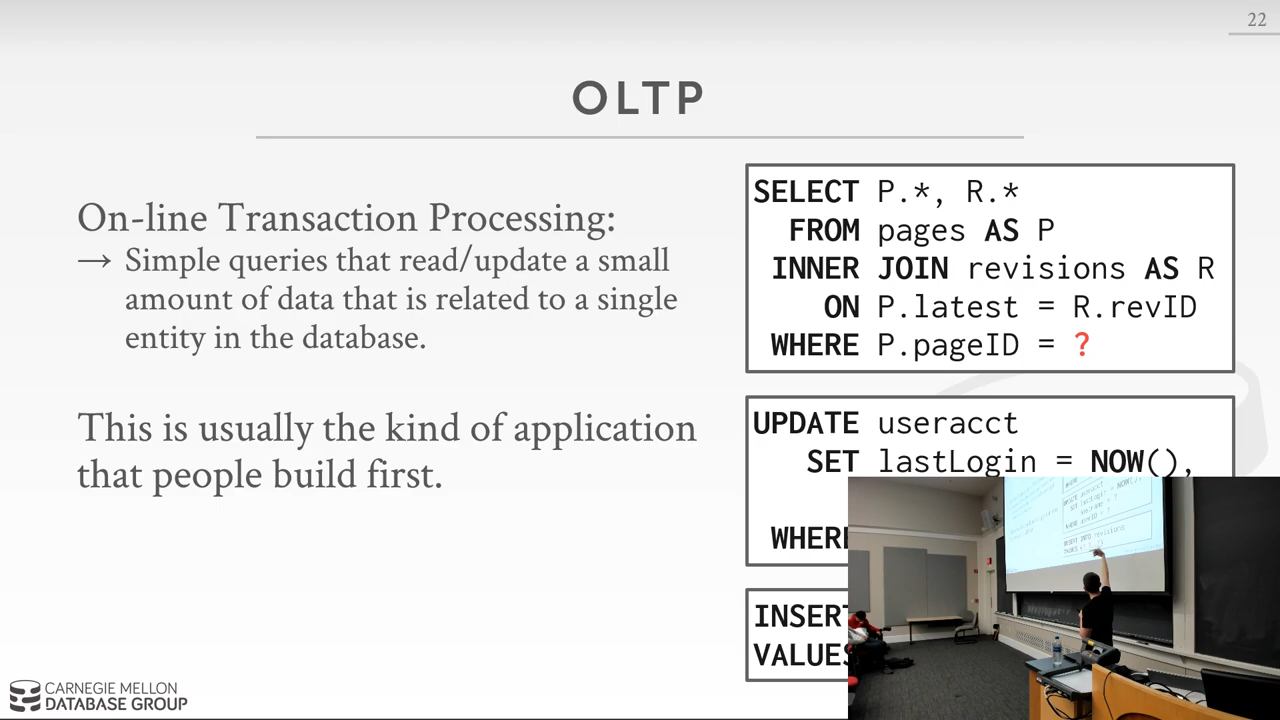 22
OLTP
On-line Transaction Processing:
→ Simple queries that read/update a small
amount of data that is related to a single
entity in the database.
This is usually the kind of application
that people build first.
SELECT P.*, R.*
FROM pages AS P
INNER JOIN revisions AS R
ON P.latest = R.revID
WHERE P.pageID = ?
UPDATE useracct
SET lastLogin = NOW(),
WHERE
INSERT
VALUES
CARNEGIE MELLON
DATABASE GROUP